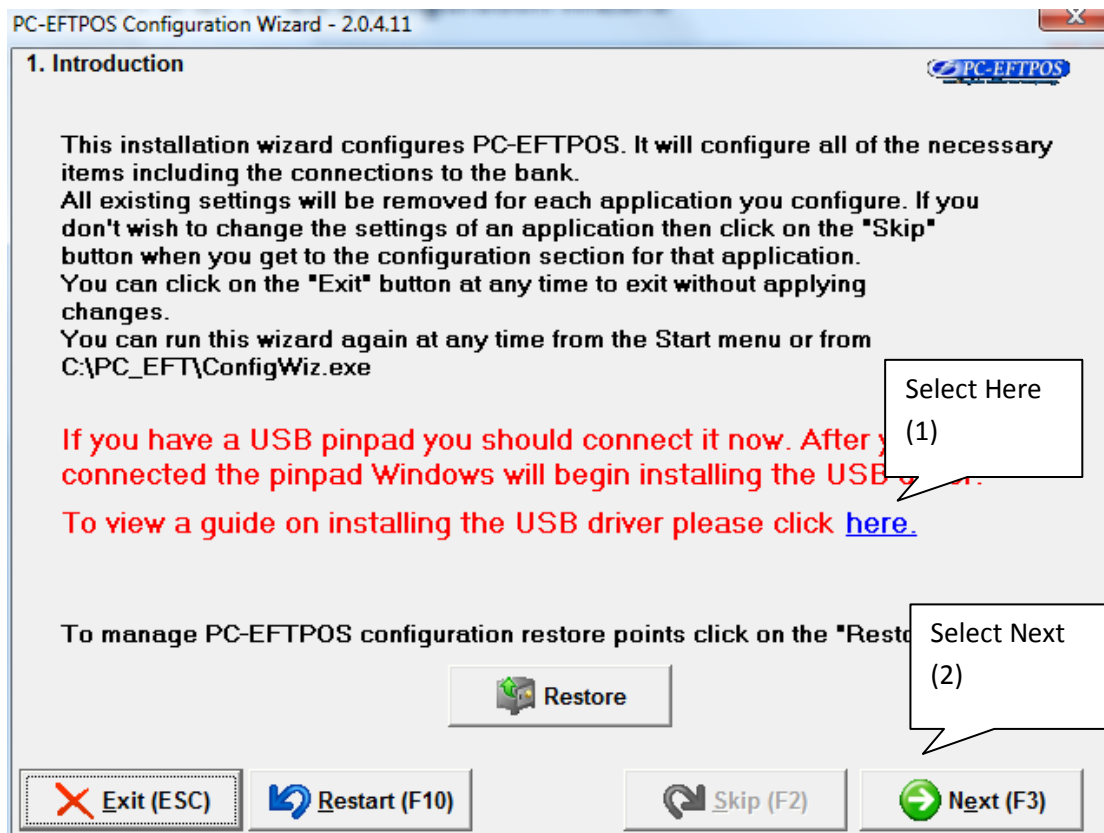 PC-EFTPOS Configuration Wizard - 2.0.4.11
X
1. Introduction
PC-EFTPOS
This installation wizard configures PC-EFTPOS. It will configure all of the necessary
items including the connections to the bank.
All existing settings will be removed for each application you configure. If you
don't wish to change the settings of an application then click on the "Skip"
button when you get to the configuration section for that application.
You can click on the "Exit" button at any time to exit without applying
changes.
You can run this wizard again at any time from the Start menu or from
C:\PC_EFT\ConfigWiz.exe
Select Here
(1)
If you have a USB pinpad you should connect it now. After
connected the pinpad Windows will begin installing the USB
To view a guide on installing the USB driver please click here.
To manage PC-EFTPOS configuration restore points click on the
Select Next
(2)
Restore
Exit (ESC)
Restart (F10)
Skip (F2)
Next (F3)